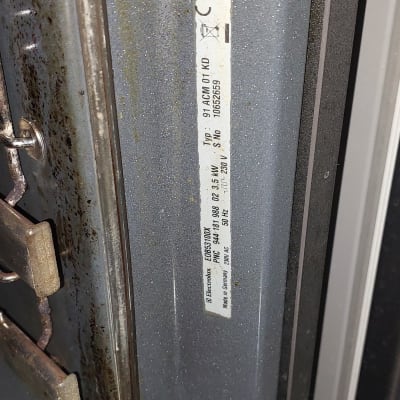 Electrolux EOB53100X Typ: 91 ACM 01 KD
PNC 944 181 988 02 3.5 kW S No 10652659
Made in Germany 230V AC 50 Hz 230 V